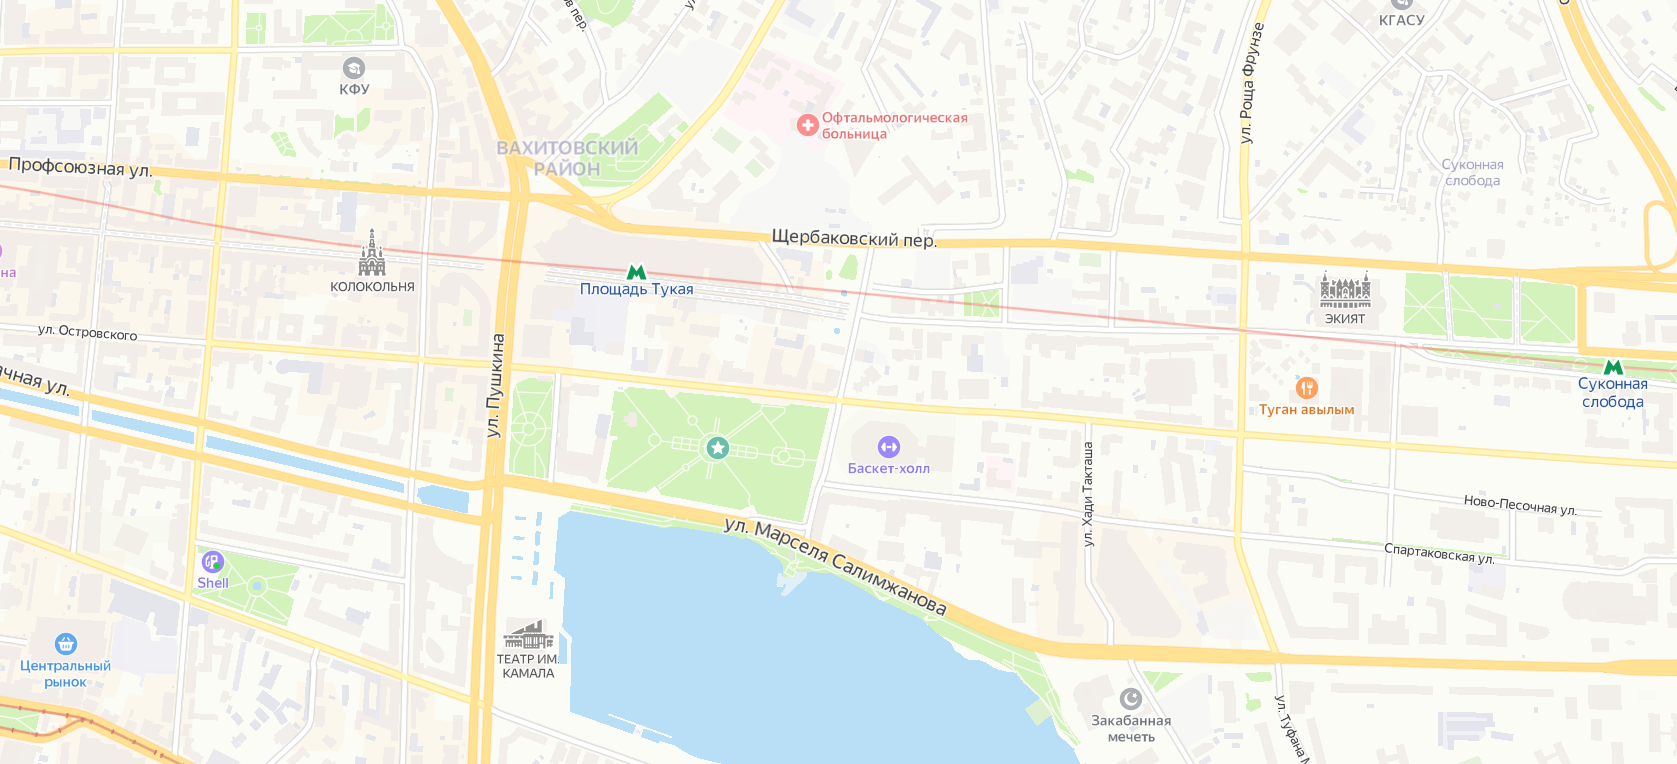 КГАСУ
КФУ
ул. Роща Фрунзе
Офтальмологическая
больница
ВАХИТОВСКИЙ
РАЙОН
Профсоюзная ул.
Суконная
слобода
Щербаковский пер.
КОЛОКОЛЬНЯ
Площадь Тукая
ЭКИЯТ
ул. Островского
ул. Пушкина
Суконная
слобода
Туган авылым
Баскет-холл
ул. Хади Такташа
Ново-Песочная ул.
ул. Марселя Салимжанова
Спартаковская ул.
Shell
Центральный
рынок
ТЕАТР ИМ.
КАМАЛА
Закабанная
мечеть
ул. Туфана